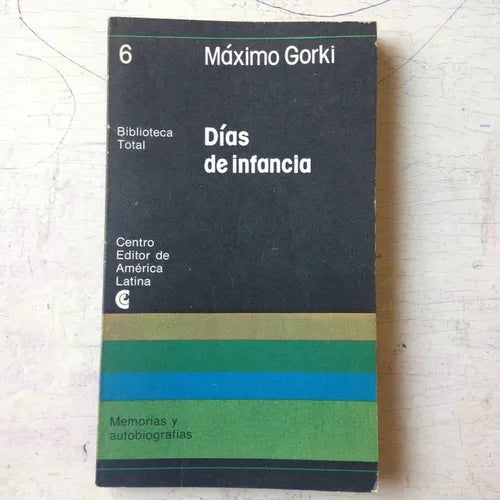 6
Máximo Gorki
Biblioteca
Total
Días
de infancia
Centro
Editor de
América
Latina
Memorias y
autobiografías